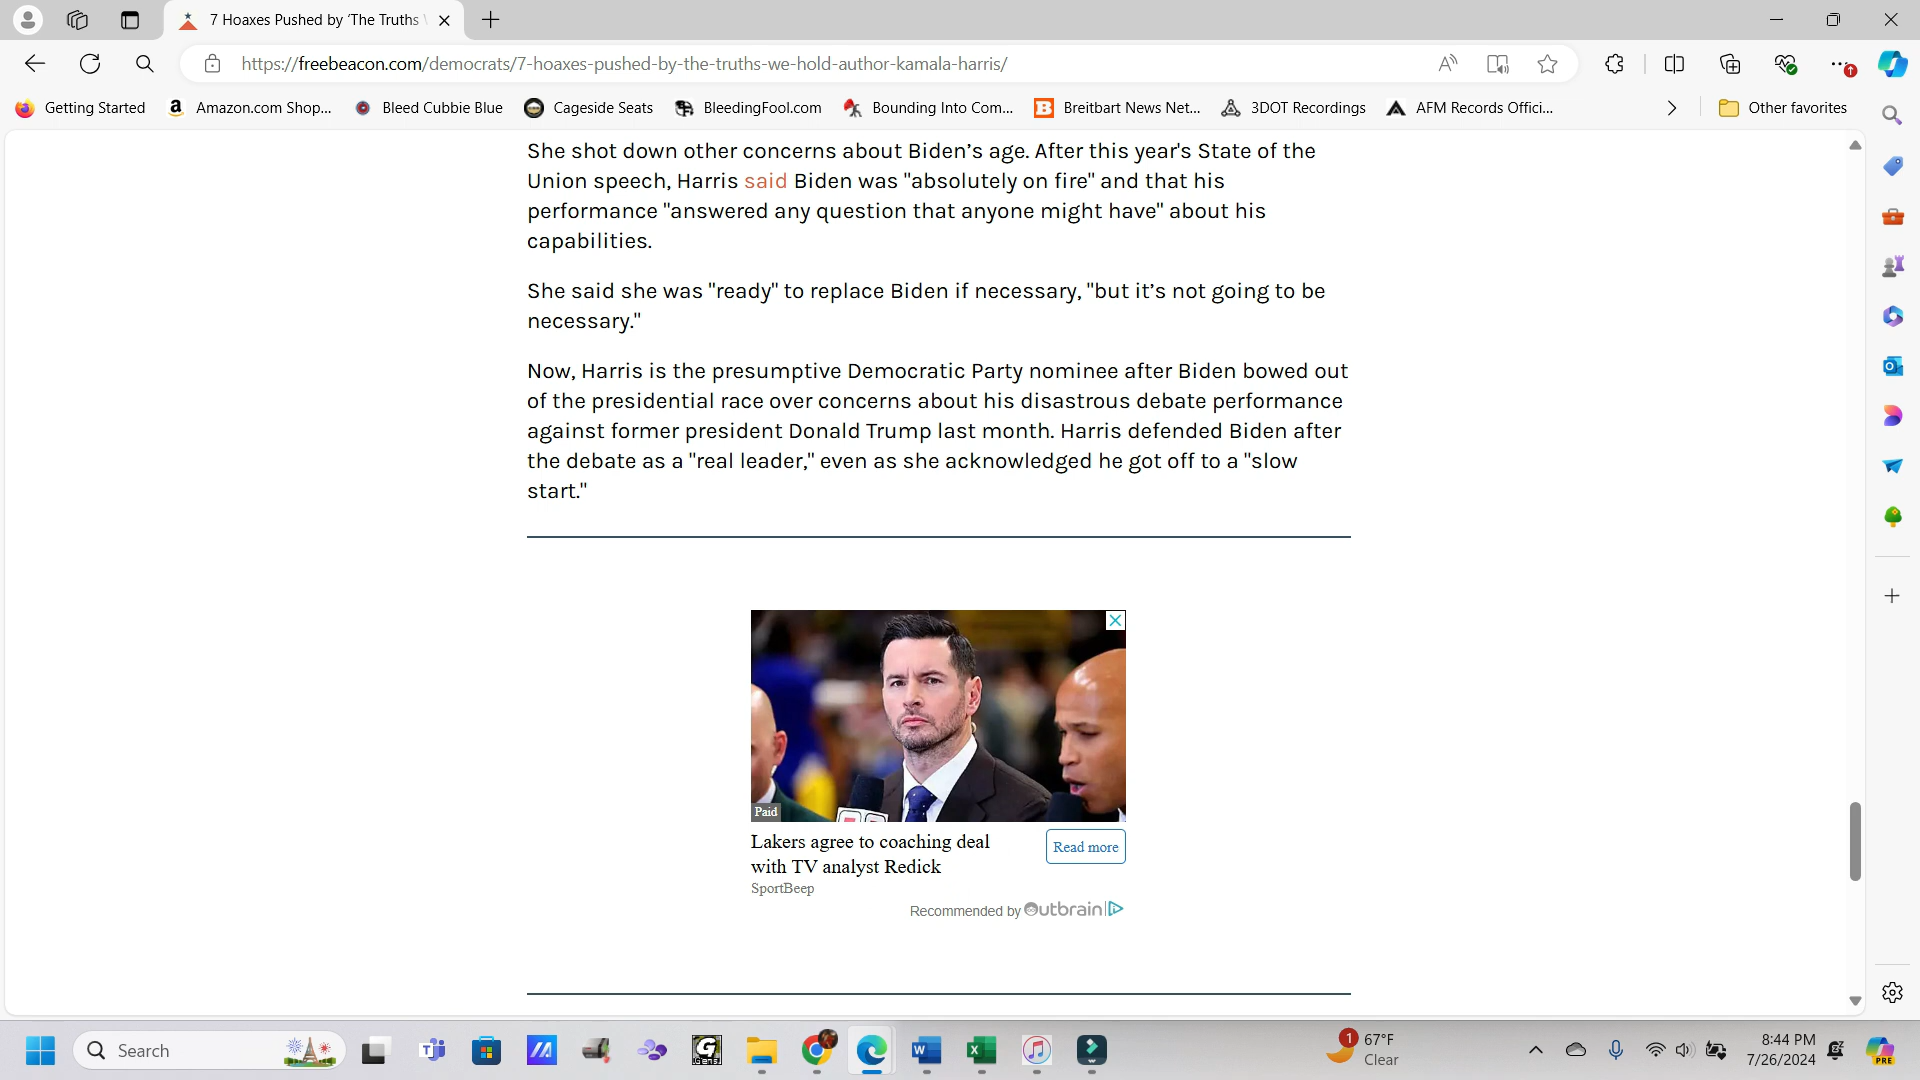 7 Hoaxes Pushed by 'The Truths
https://freebeacon.com/democrats/7-hoaxes-pushed-by-the-truths-we-hold-author-kamala-harris/
Getting Started Amazon.com Shop... Bleed Cubbie Blue Cageside Seats BleedingFool.com Bounding Into Com... Breitbart News Net... 3DOT Recordings AFM Records Offici... Other favorites
She shot down other concerns about Biden’s age. After this year's State of the
Union speech, Harris said Biden was "absolutely on fire" and that his
performance "answered any question that anyone might have" about his
capabilities.
She said she was "ready" to replace Biden if necessary, "but it’s not going to be
necessary."
Now, Harris is the presumptive Democratic Party nominee after Biden bowed out
of the presidential race over concerns about his disastrous debate performance
against former president Donald Trump last month. Harris defended Biden after
the debate as a "real leader," even as she acknowledged he got off to a "slow
start."
Paid
Lakers agree to coaching deal
with TV analyst Redick
Read more
SportBeep
Recommended by Outbrain
Search
1
67°F
Clear
8:44 PM
7/26/2024
PRE